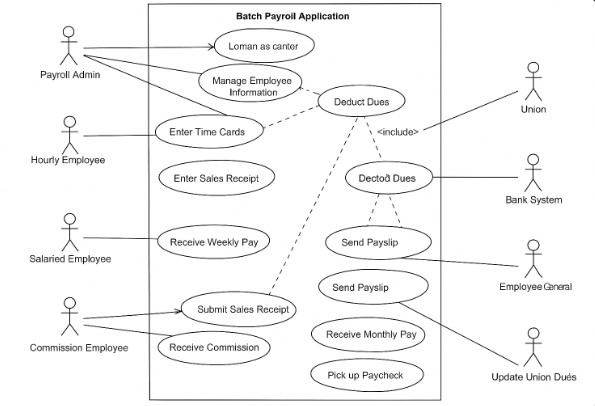 Batch Payroll Application
Loman as canter
Payroll Admin
Manage Employee
Information
Deduct Dues
Union
Enter Time Cards
<include>
Hourly Employee
Enter Sales Receipt
Dectoð Dues
Bank System
Salaried Employee
Receive Weekly Pay
Send Payslip
Employee General
Send Payslip
Submit Sales Receipt
Commission Employee
Receive Commission
Receive Monthly Pay
Update Union Dués
Pick up Paycheck